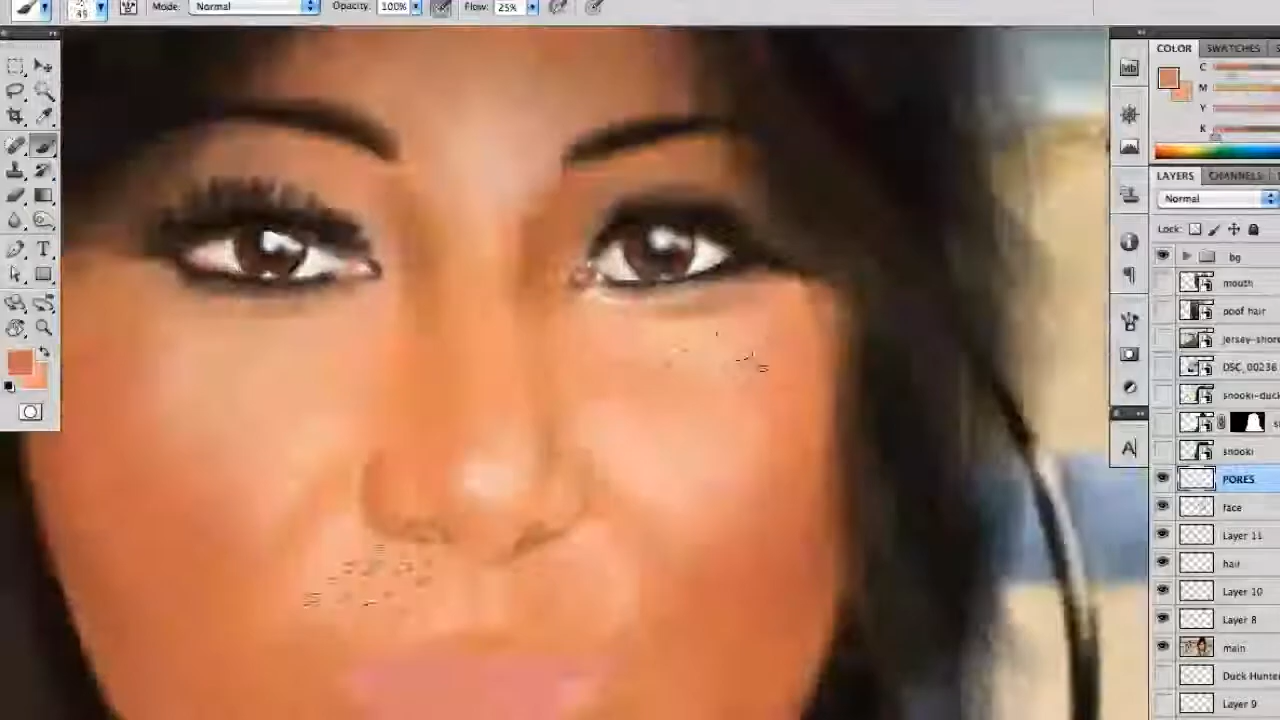 Mode: Normal Opacity: 100% Flow: 25%
COLOR SWATCHES
C
M
Y
K
LAYERS CHANNELS
Normal
Lock:
bg
mouth
poof hair
jersey-shore
DSC_00236
snooki-duck
snooki
PORES
face
Layer 11
hair
Layer 10
Layer 8
main
Duck Hunter
Layer 9